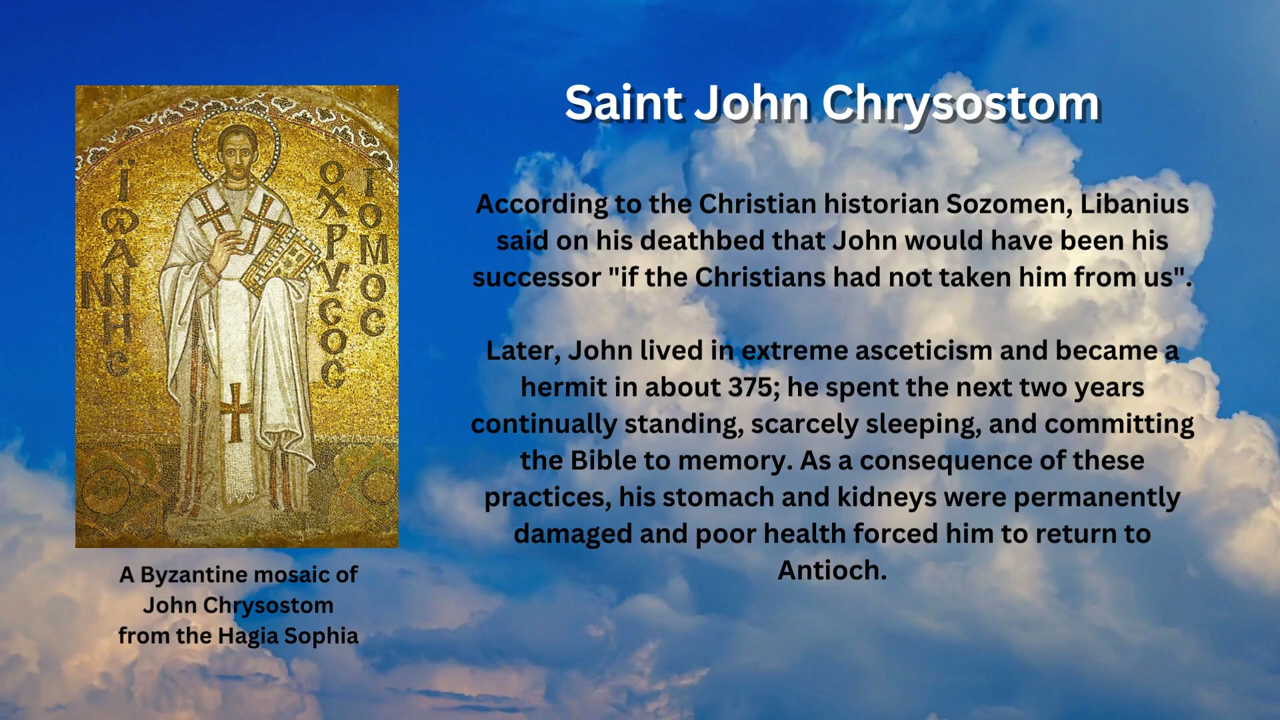 Saint John Chrysostom
According to the Christian historian Sozomen, Libanius
said on his deathbed that John would have been his
successor "if the Christians had not taken him from us".
Later, John lived in extreme asceticism and became a
hermit in about 375; he spent the next two years
continually standing, scarcely sleeping, and committing
the Bible to memory. As a consequence of these
practices, his stomach and kidneys were permanently
damaged and poor health forced him to return to
Antioch.
ΪΩΑΝΝΗС
Ο ΧΡΥСΟС
ΤΟΜΟС
A Byzantine mosaic of
John Chrysostom
from the Hagia Sophia